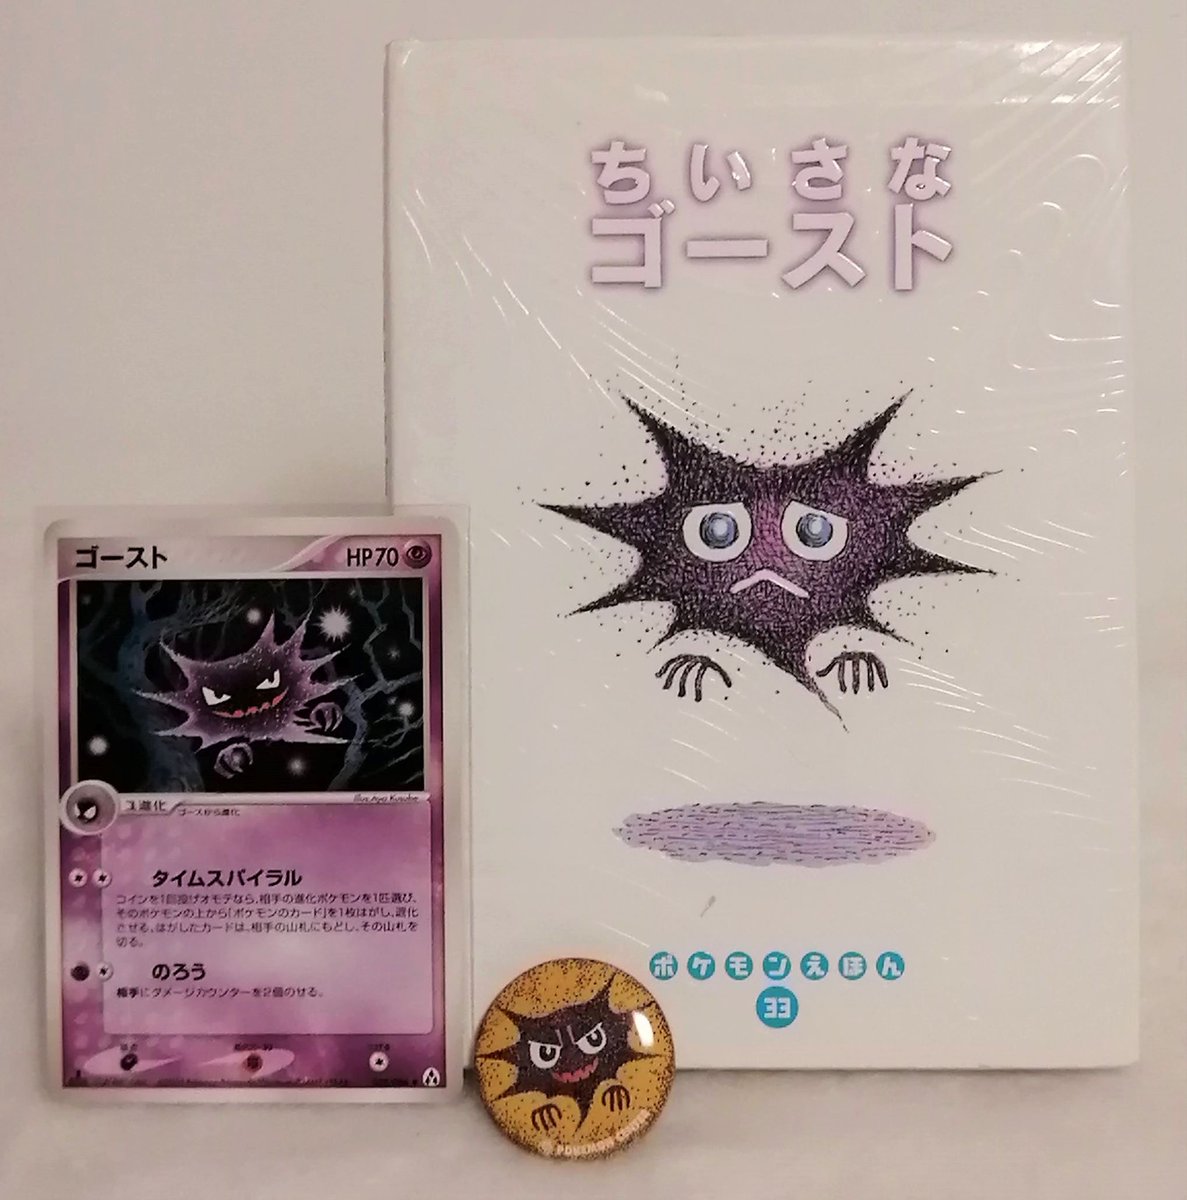 ちいさな
ゴースト
ポケモンえほん
33
ゴースト
HP70
Illus. Aya Kusube
1進化
ゴースから進化
タイムスパイラル
コインを1回投げオモテなら、相手の進化ポケモンを1匹選び、
そのポケモンの上から「ポケモンのカード」を1枚はがし、退化
させる。はがしたカードは、相手の山札にもどし、その山札を
切る。
のろう
相手にダメージカウンターを2個のせる。